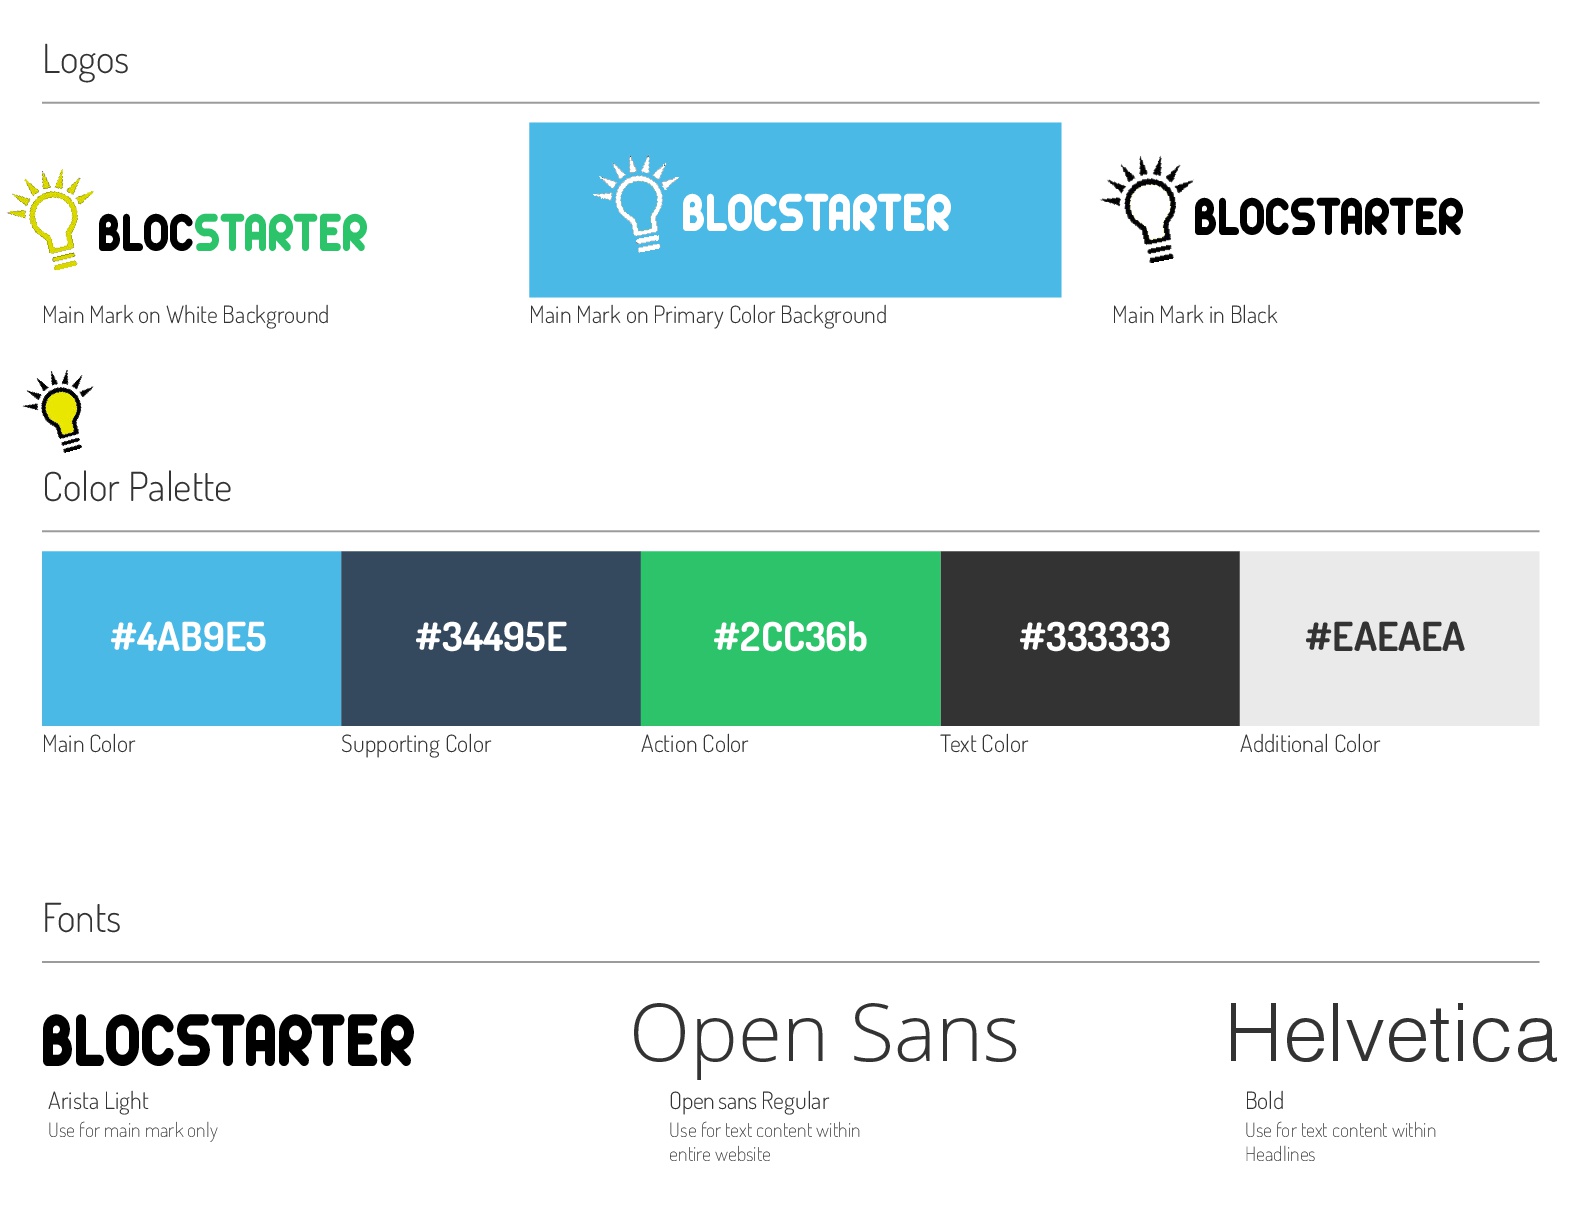 Logos
BLOCSTARTER
BLOCSTARTER
BLOCSTARTER
Main Mark on White Background
Main Mark on Primary Color Background
Main Mark in Black
Color Palette
#4AB9E5
#34495E
#2CC36b
#333333
#EAEAEA
Main Color
Supporting Color
Action Color
Text Color
Additional Color
Fonts
BLOCSTARTER
Open Sans
Helvetica
Arista Light
Use for main mark only
Open sans Regular
Use for text content within
entire website
Bold
Use for text content within
Headlines